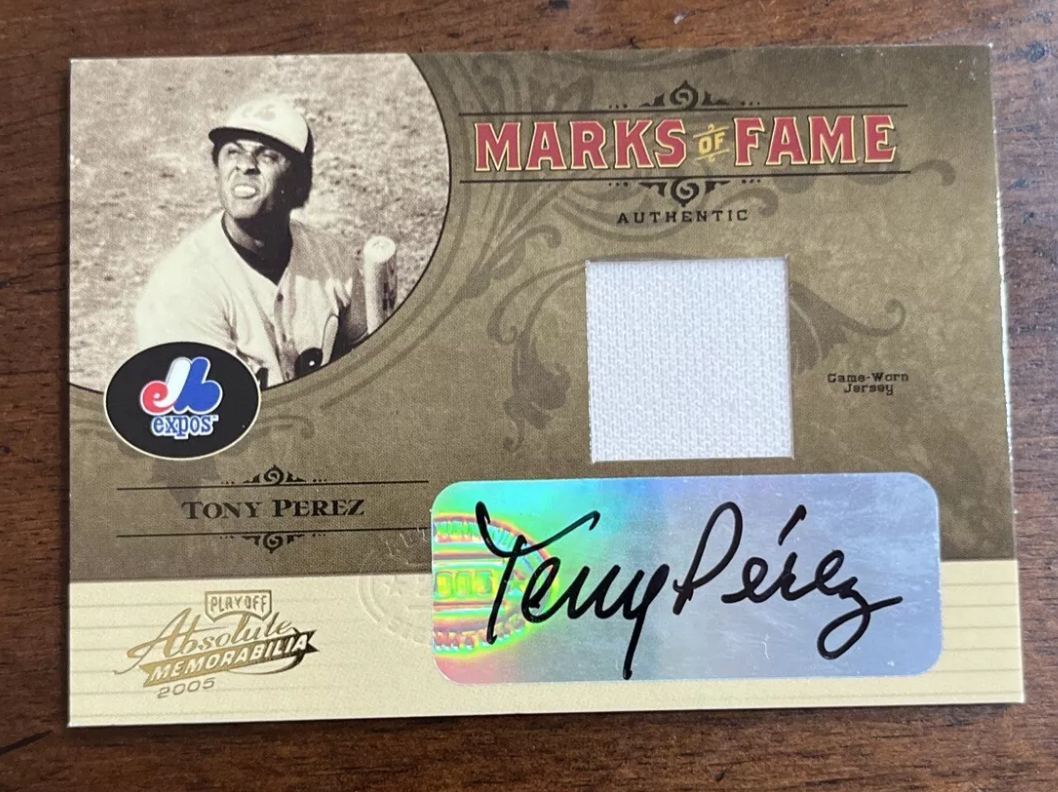 MARKS OF FAME
AUTHENTIC
Game-Worn
Jersey
expos
TONY PEREZ
Tony Pérez
PLAYOFF
Absolute
MEMORABILIA
2005